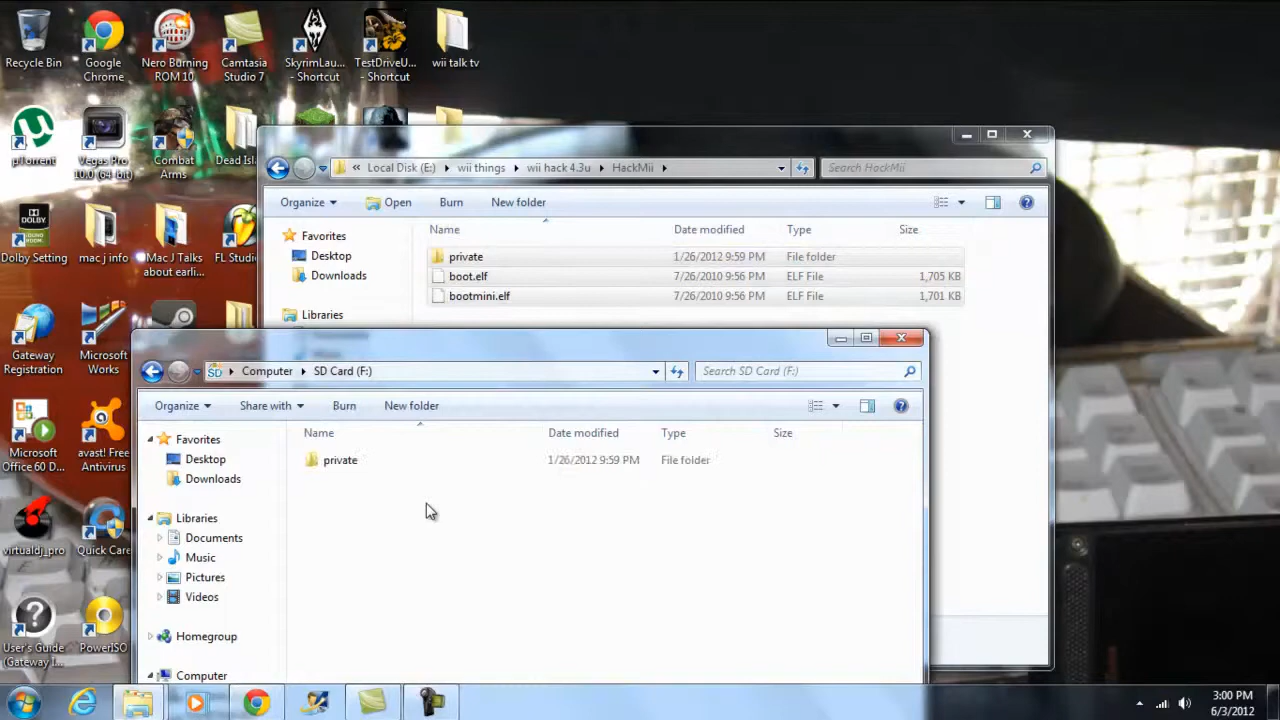 Recycle Bin
Google Chrome
Nero Burning ROM 10
Camtasia Studio 7
SkyrimLau... - Shortcut
TestDriveU... - Shortcut
wii talk tv
µTorrent
Vegas Pro 10.0 (64-bit)
Combat Arms
Dead Isl
Local Disk (E:)
wii things
wii hack 4.3u
HackMii
Search HackMii
Organize
Open
Burn
New folder
Name
Date modified
Type
Size
Favorites
Desktop
Downloads
Libraries
private
1/26/2012 9:59 PM
File folder
boot.elf
7/26/2010 9:56 PM
ELF File
1,705 KB
bootmini.elf
7/26/2010 9:56 PM
ELF File
1,701 KB
DOLBY
Dolby Setting
mac j info
Mac J Talks about earli...
FL Studi
Gateway Registration
Microsoft Works
Microsoft Office 60 D...
avast! Free Antivirus
virtualdj_pro
Quick Care
User's Guide (Gateway I...
PowerISO
Computer
SD Card (F:)
Search SD Card (F:)
Organize
Share with
Burn
New folder
Name
Date modified
Type
Size
private
1/26/2012 9:59 PM
File folder
Favorites
Desktop
Downloads
Libraries
Documents
Music
Pictures
Videos
Homegroup
Computer
3:00 PM
6/3/2012